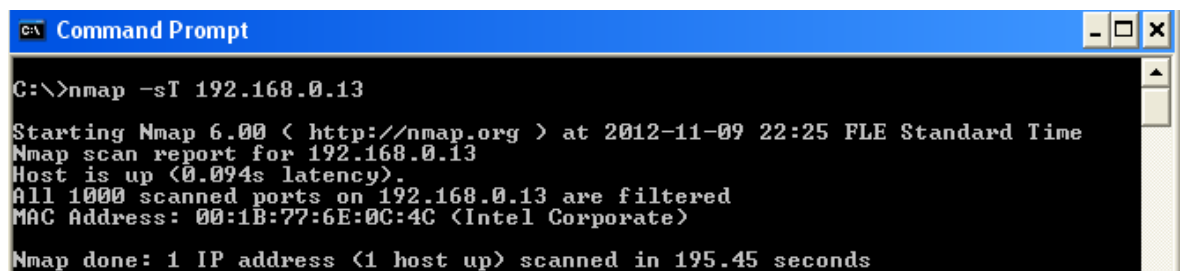 Command Prompt
C:\>nmap -sT 192.168.0.13
Starting Nmap 6.00 ( http://nmap.org ) at 2012-11-09 22:25 FLE Standard Time
Nmap scan report for 192.168.0.13
Host is up (0.094s latency).
All 1000 scanned ports on 192.168.0.13 are filtered
MAC Address: 00:1B:77:6E:0C:4C (Intel Corporate)
Nmap done: 1 IP address (1 host up) scanned in 195.45 seconds